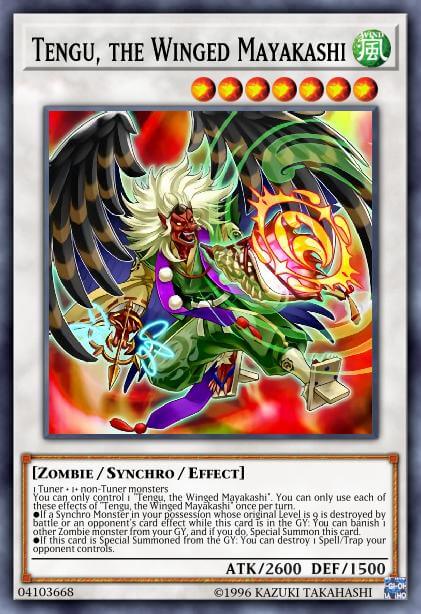 Tengu, the Winged Mayakashi
WIND
風
[Zombie / Synchro / Effect]
1 Tuner + 1+ non-Tuner monsters
You can only control 1 "Tengu, the Winged Mayakashi". You can only use each
of these effects of "Tengu, the Winged Mayakashi" once per turn.
●If a Synchro Monster in your possession whose original Level is 9 is destroyed
by battle or an opponent's card effect while this card is in the GY: You can banish 1
other Zombie monster from your GY, and if you do, Special Summon this card.
●If this card is Special Summoned from the GY: You can destroy 1 Spell/Trap your
opponent controls.
ATK/2600 DEF/1500
04103668
©1996 KAZUKI TAKAHASHI